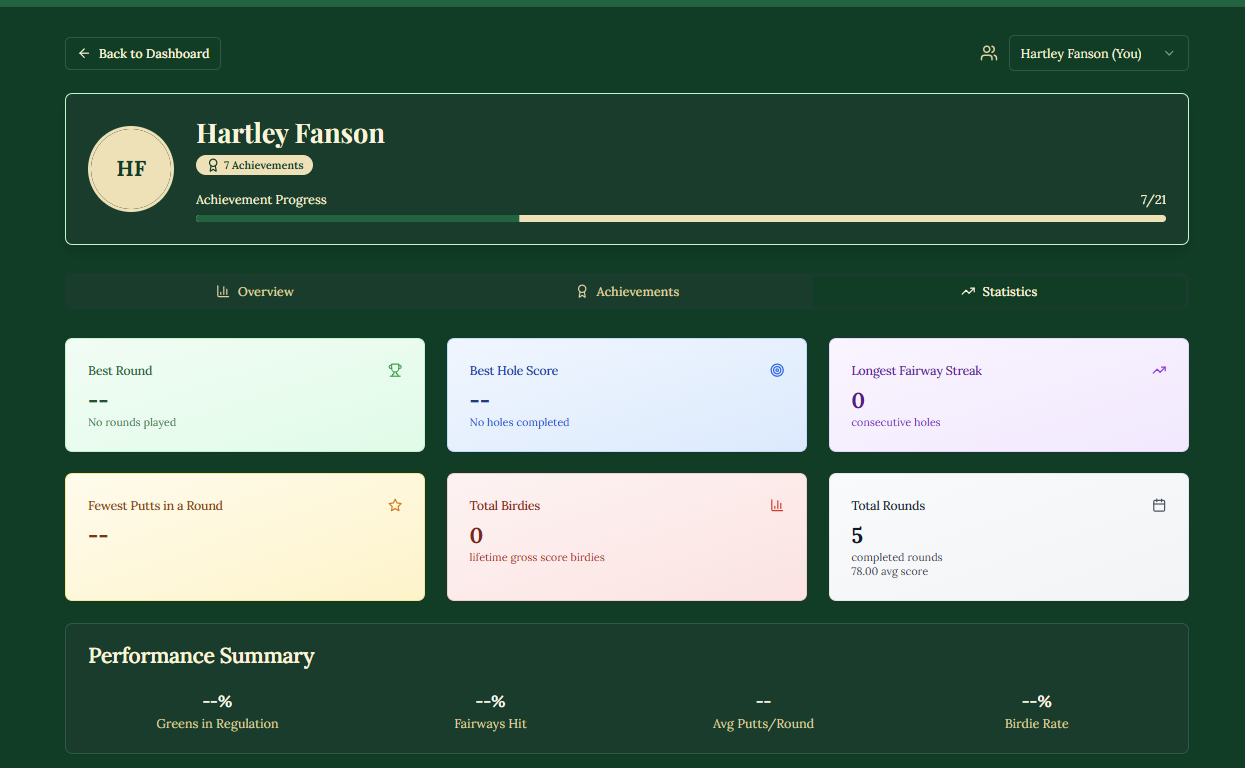 Back to Dashboard
Hartley Fanson (You)
HF
Hartley Fanson
7 Achievements
Achievement Progress
7/21
Overview
Achievements
Statistics
Best Round
--
No rounds played
Best Hole Score
--
No holes completed
Longest Fairway Streak
0
consecutive holes
Fewest Putts in a Round
--
Total Birdies
0
lifetime gross score birdies
Total Rounds
5
completed rounds
78.00 avg score
Performance Summary
--%
Greens in Regulation
--%
Fairways Hit
--
Avg Putts/Round
--%
Birdie Rate